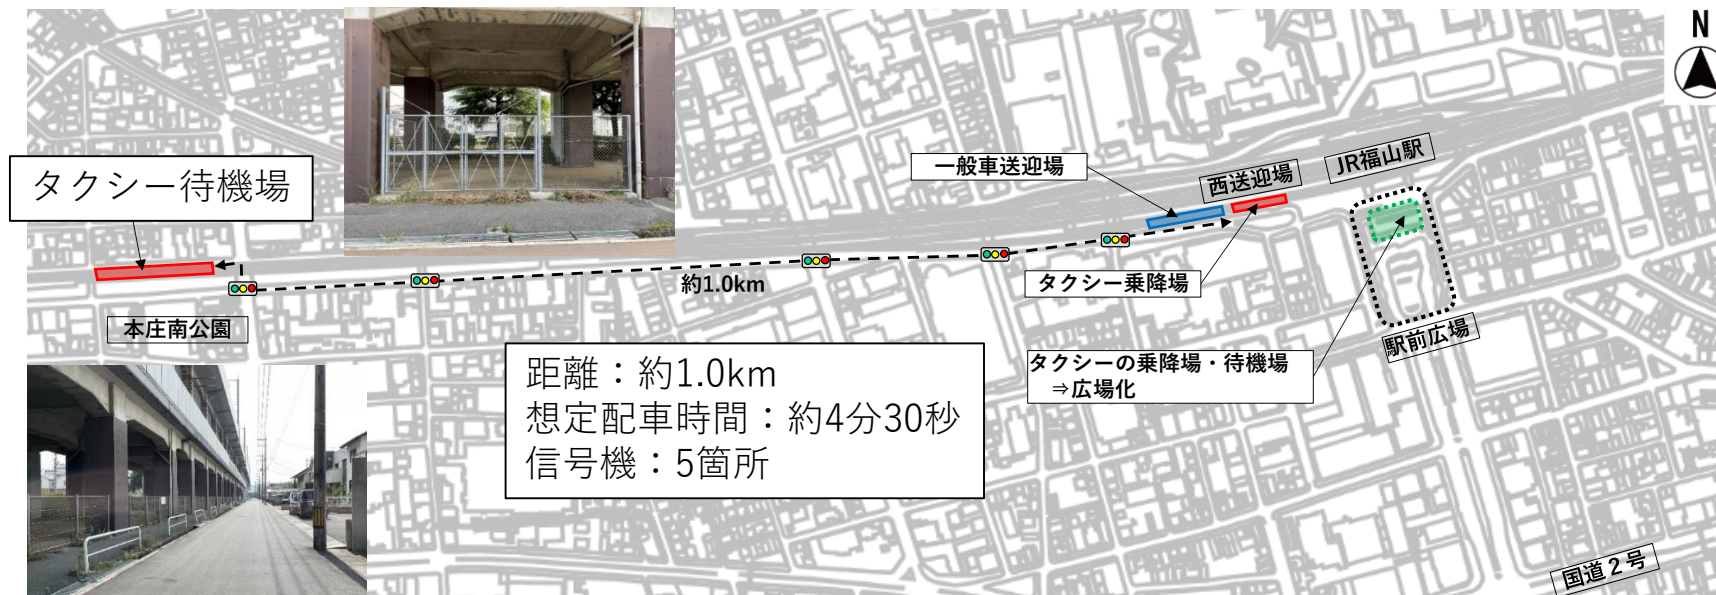 N
JR福山駅
一般車送迎場
西送迎場
タクシー待機場
タクシー乗降場
約1.0km
本庄南公園
駅前広場
タクシーの乗降場・待機場
⇒広場化
距離：約1.0km
想定配車時間：約4分30秒
信号機：5箇所
国道２号